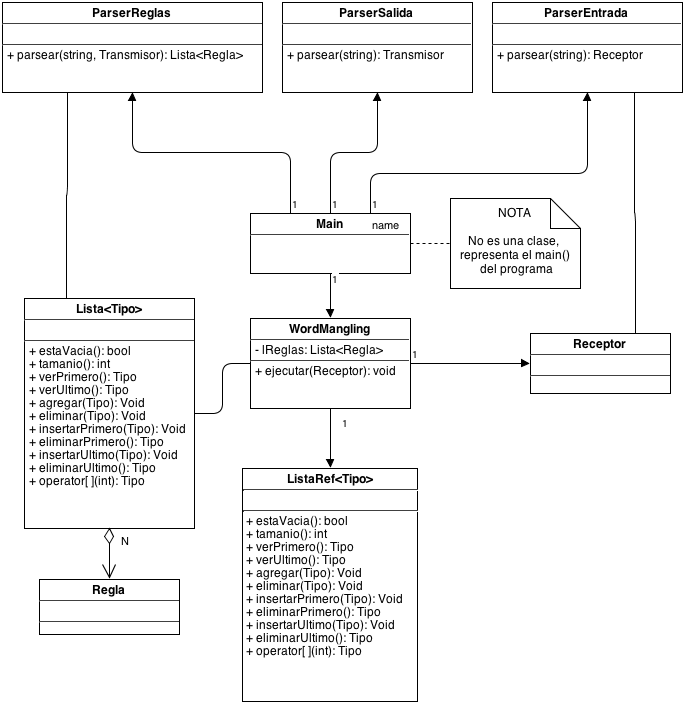 ParserReglas
+ parsear(string, Transmisor): Lista<Regla>
ParserSalida
+ parsear(string): Transmisor
ParserEntrada
+ parsear(string): Receptor
1
1
1
Main
name
NOTA
No es una clase,
representa el main()
del programa
1
Lista<Tipo>
+ estaVacia(): bool
+ tamanio(): int
+ verPrimero(): Tipo
+ verUltimo(): Tipo
+ agregar(Tipo): Void
+ eliminar(Tipo): Void
+ insertarPrimero(Tipo): Void
+ eliminarPrimero(): Tipo
+ insertarUltimo(Tipo): Void
+ eliminarUltimo(): Tipo
+ operator[ ](int): Tipo
WordMangling
- lReglas: Lista<Regla>
+ ejecutar(Receptor): void
1
Receptor
1
N
Regla
ListaRef<Tipo>
+ estaVacia(): bool
+ tamanio(): int
+ verPrimero(): Tipo
+ verUltimo(): Tipo
+ agregar(Tipo): Void
+ eliminar(Tipo): Void
+ insertarPrimero(Tipo): Void
+ eliminarPrimero(): Tipo
+ insertarUltimo(Tipo): Void
+ eliminarUltimo(): Tipo
+ operator[ ](int): Tipo